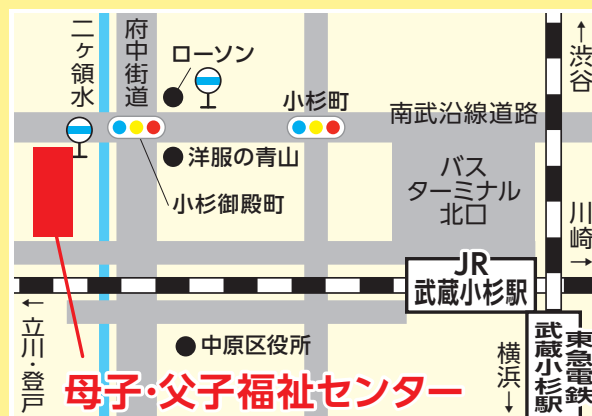 二ヶ領水
府中街道
ローソン
小杉町
南武沿線道路
↑渋谷
洋服の青山
小杉御殿町
バス
ターミナル
北口
川崎→
JR
武蔵小杉駅
←立川・登戸
中原区役所
横浜↓
東急電鉄
武蔵小杉駅
母子・父子福祉センター